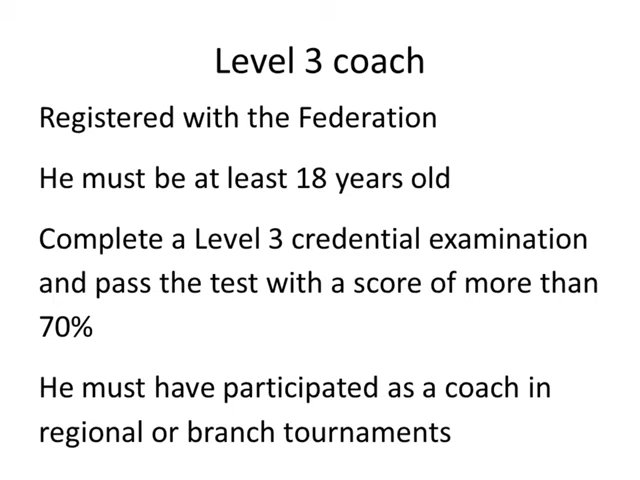 Level 3 coach
Registered with the Federation
He must be at least 18 years old
Complete a Level 3 credential examination
and pass the test with a score of more than
70%
He must have participated as a coach in
regional or branch tournaments